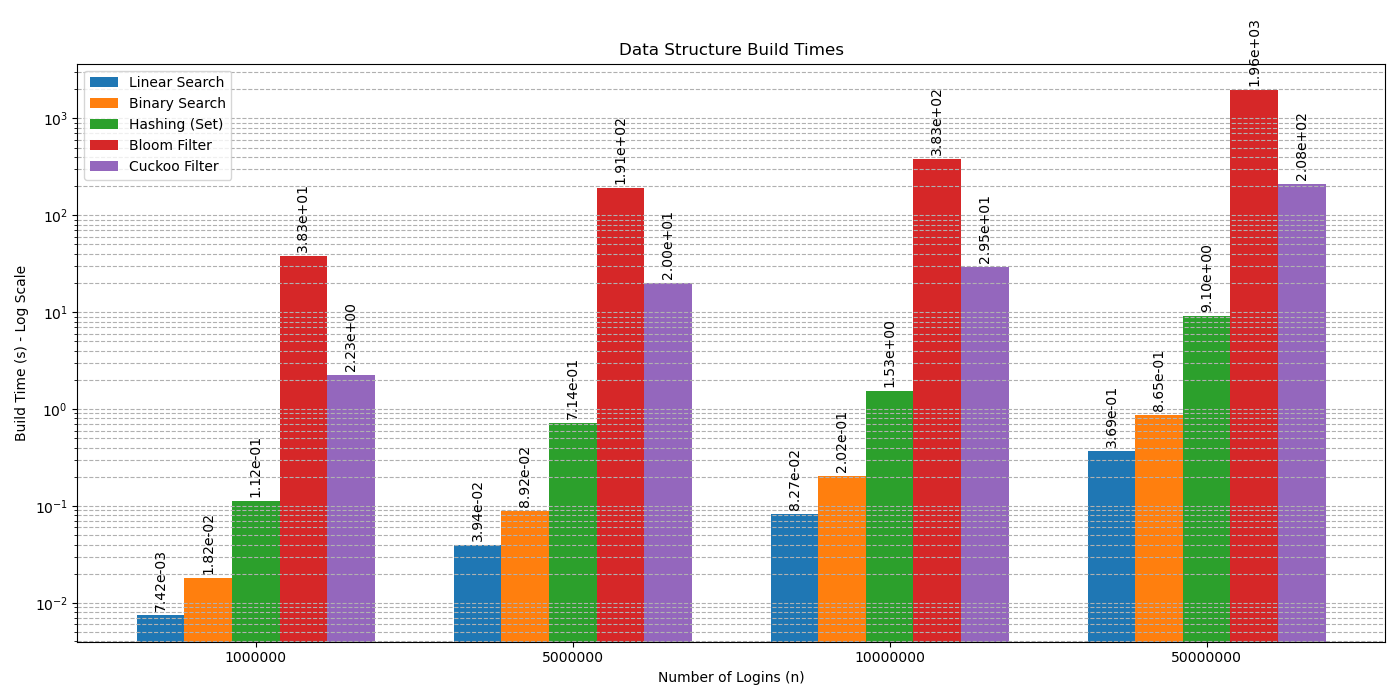 Data Structure Build Times
Linear Search
Binary Search
Hashing (Set)
Bloom Filter
Cuckoo Filter
Build Time (s) - Log Scale
10³
10²
10¹
10⁰
10⁻¹
10⁻²
7.42e-03
1.82e-02
1.12e-01
3.83e+01
2.23e+00
3.94e-02
8.92e-02
7.14e-01
1.91e+02
2.00e+01
8.27e-02
2.02e-01
1.53e+00
3.83e+02
2.95e+01
3.69e-01
8.65e-01
9.10e+00
1.96e+03
2.08e+02
1000000
5000000
10000000
50000000
Number of Logins (n)